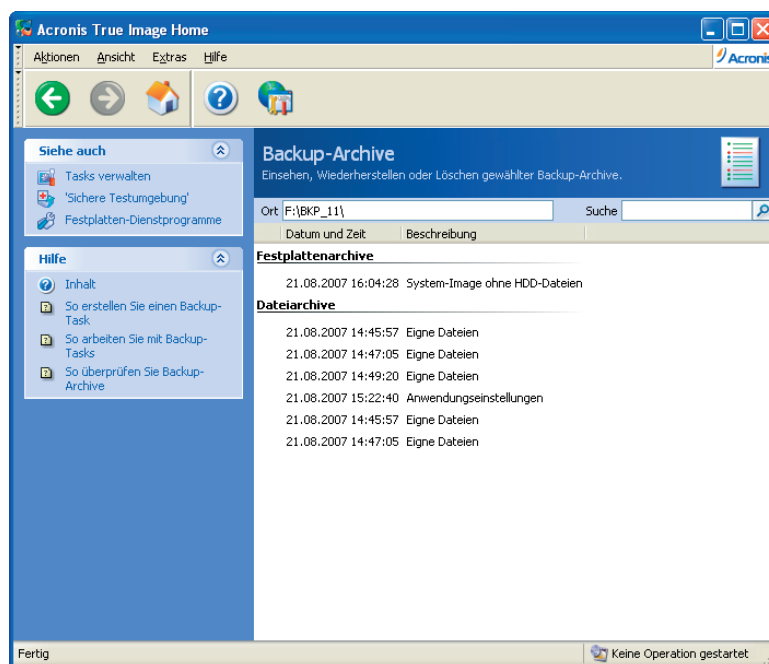 Acronis True Image Home
Aktionen Ansicht Extras Hilfe
Acronis
Siehe auch
Tasks verwalten
'Sichere Testumgebung'
Festplatten-Dienstprogramme
Hilfe
Inhalt
So erstellen Sie einen Backup-
Task
So arbeiten Sie mit Backup-
Tasks
So überprüfen Sie Backup-
Archive
Backup-Archive
Einsehen, Wiederherstellen oder Löschen gewählter Backup-Archive.
Ort F:\BKP_11\ Suche
Datum und Zeit Beschreibung
Festplattenarchive
21.08.2007 16:04:28 System-Image ohne HDD-Dateien
Dateiarchive
21.08.2007 14:45:57 Eigne Dateien
21.08.2007 14:47:05 Eigne Dateien
21.08.2007 14:49:20 Eigne Dateien
21.08.2007 15:22:40 Anwendungseinstellungen
21.08.2007 14:45:57 Eigne Dateien
21.08.2007 14:47:05 Eigne Dateien
Fertig Keine Operation gestartet